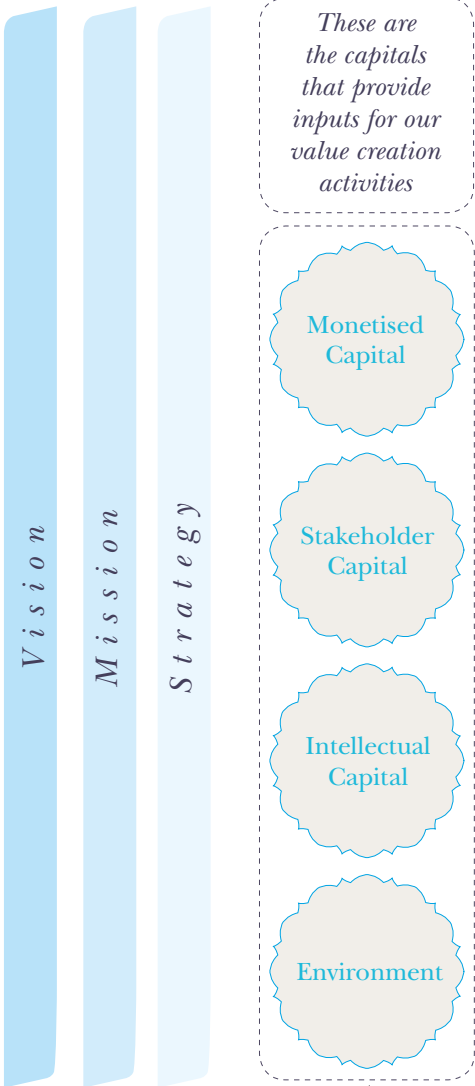 Vision
Mission
Strategy
These are
the capitals
that provide
inputs for our
value creation
activities
Monetised
Capital
Stakeholder
Capital
Intellectual
Capital
Environment